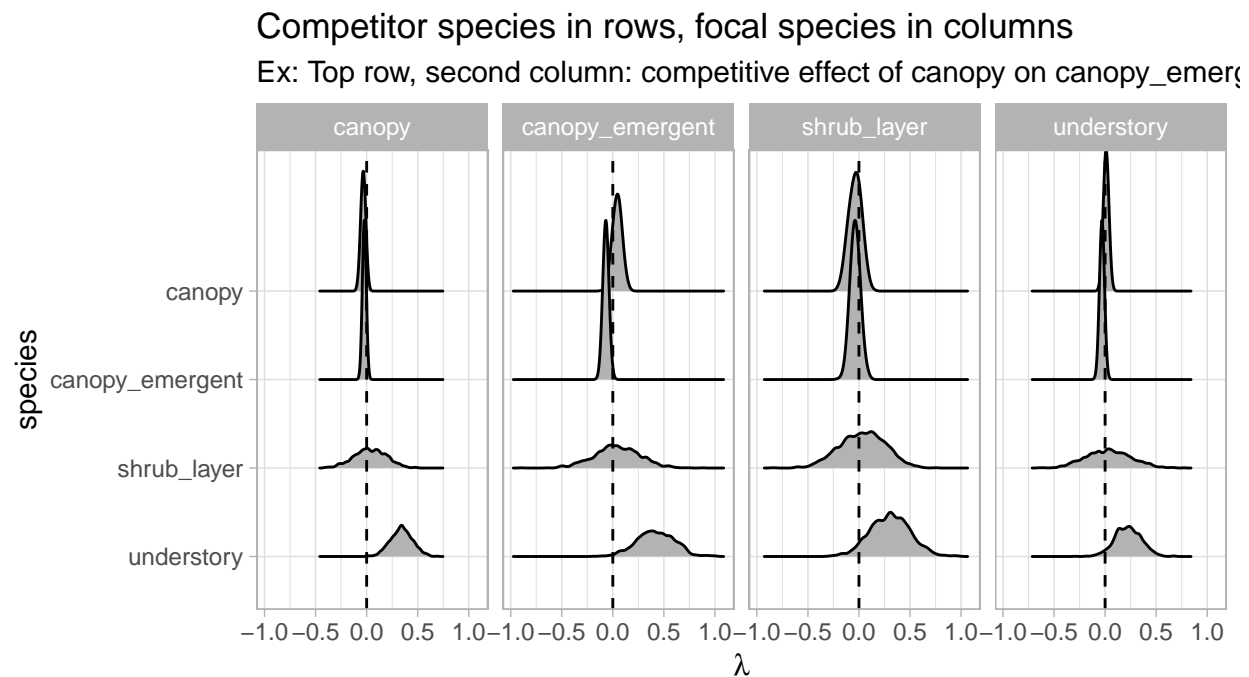 Competitor species in rows, focal species in columns
Ex: Top row, second column: competitive effect of canopy on canopy_emerg
canopy canopy_emergent shrub_layer understory
species
canopy
canopy_emergent
shrub_layer
understory
−1.0 −0.5 0.0 0.5 1.0 −1.0 −0.5 0.0 0.5 1.0 −1.0 −0.5 0.0 0.5 1.0 −1.0 −0.5 0.0 0.5 1.0
λ